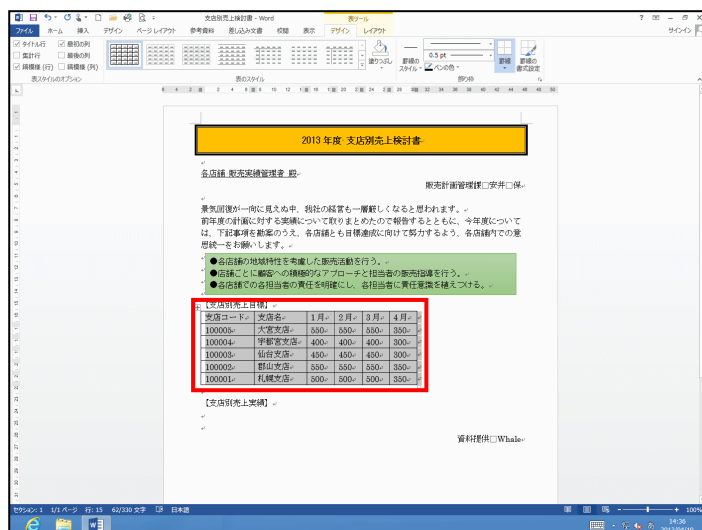 支店別売上検討書 - Word
表ツール
サインイン
ファイル ホーム 挿入 デザイン ページ レイアウト 参考資料 差し込み文書 校閲 表示 デザイン レイアウト
タイトル行 最初の列
集計行 最後の列
縞模様 (行) 縞模様 (列)
表スタイルのオプション
表のスタイル
塗りつぶし
罫線のスタイル
0.5 pt
ペンの色
罫線
罫線の書式設定
飾り枠
2013 年度 支店別売上検討書
各店舗 販売実績管理者 殿
販売計画管理課□安井□保
景気回復が一向に見えぬ中、我社の経営も一層厳しくなると思われます。
前年度の計画に対する実績について取りまとめたので報告するとともに、今年度について
は、下記事項を勘案のうえ、各店舗とも目標達成に向けて努力するよう、各店舗内での意
思統一をお願いします。
●各店舗の地域特性を考慮した販売活動を行う。
●店舗ごとに顧客への積極的なアプローチと担当者の販売指導を行う。
●各店舗での各担当者の責任を明確にし、各担当者に責任意識を植えつける。
【支店別売上目標】
支店コード 支店名 1月 2月 3月 4月
100005 大宮支店 550 550 550 350
100004 宇都宮支店 400 400 400 300
100003 仙台支店 450 450 450 300
100002 郡山支店 550 550 550 350
100001 札幌支店 500 500 500 350
【支店別売上実績】
資料提供□Whale
セクション: 1 1/1 ページ 行: 15 62/330 文字 日本語
100%
14:36